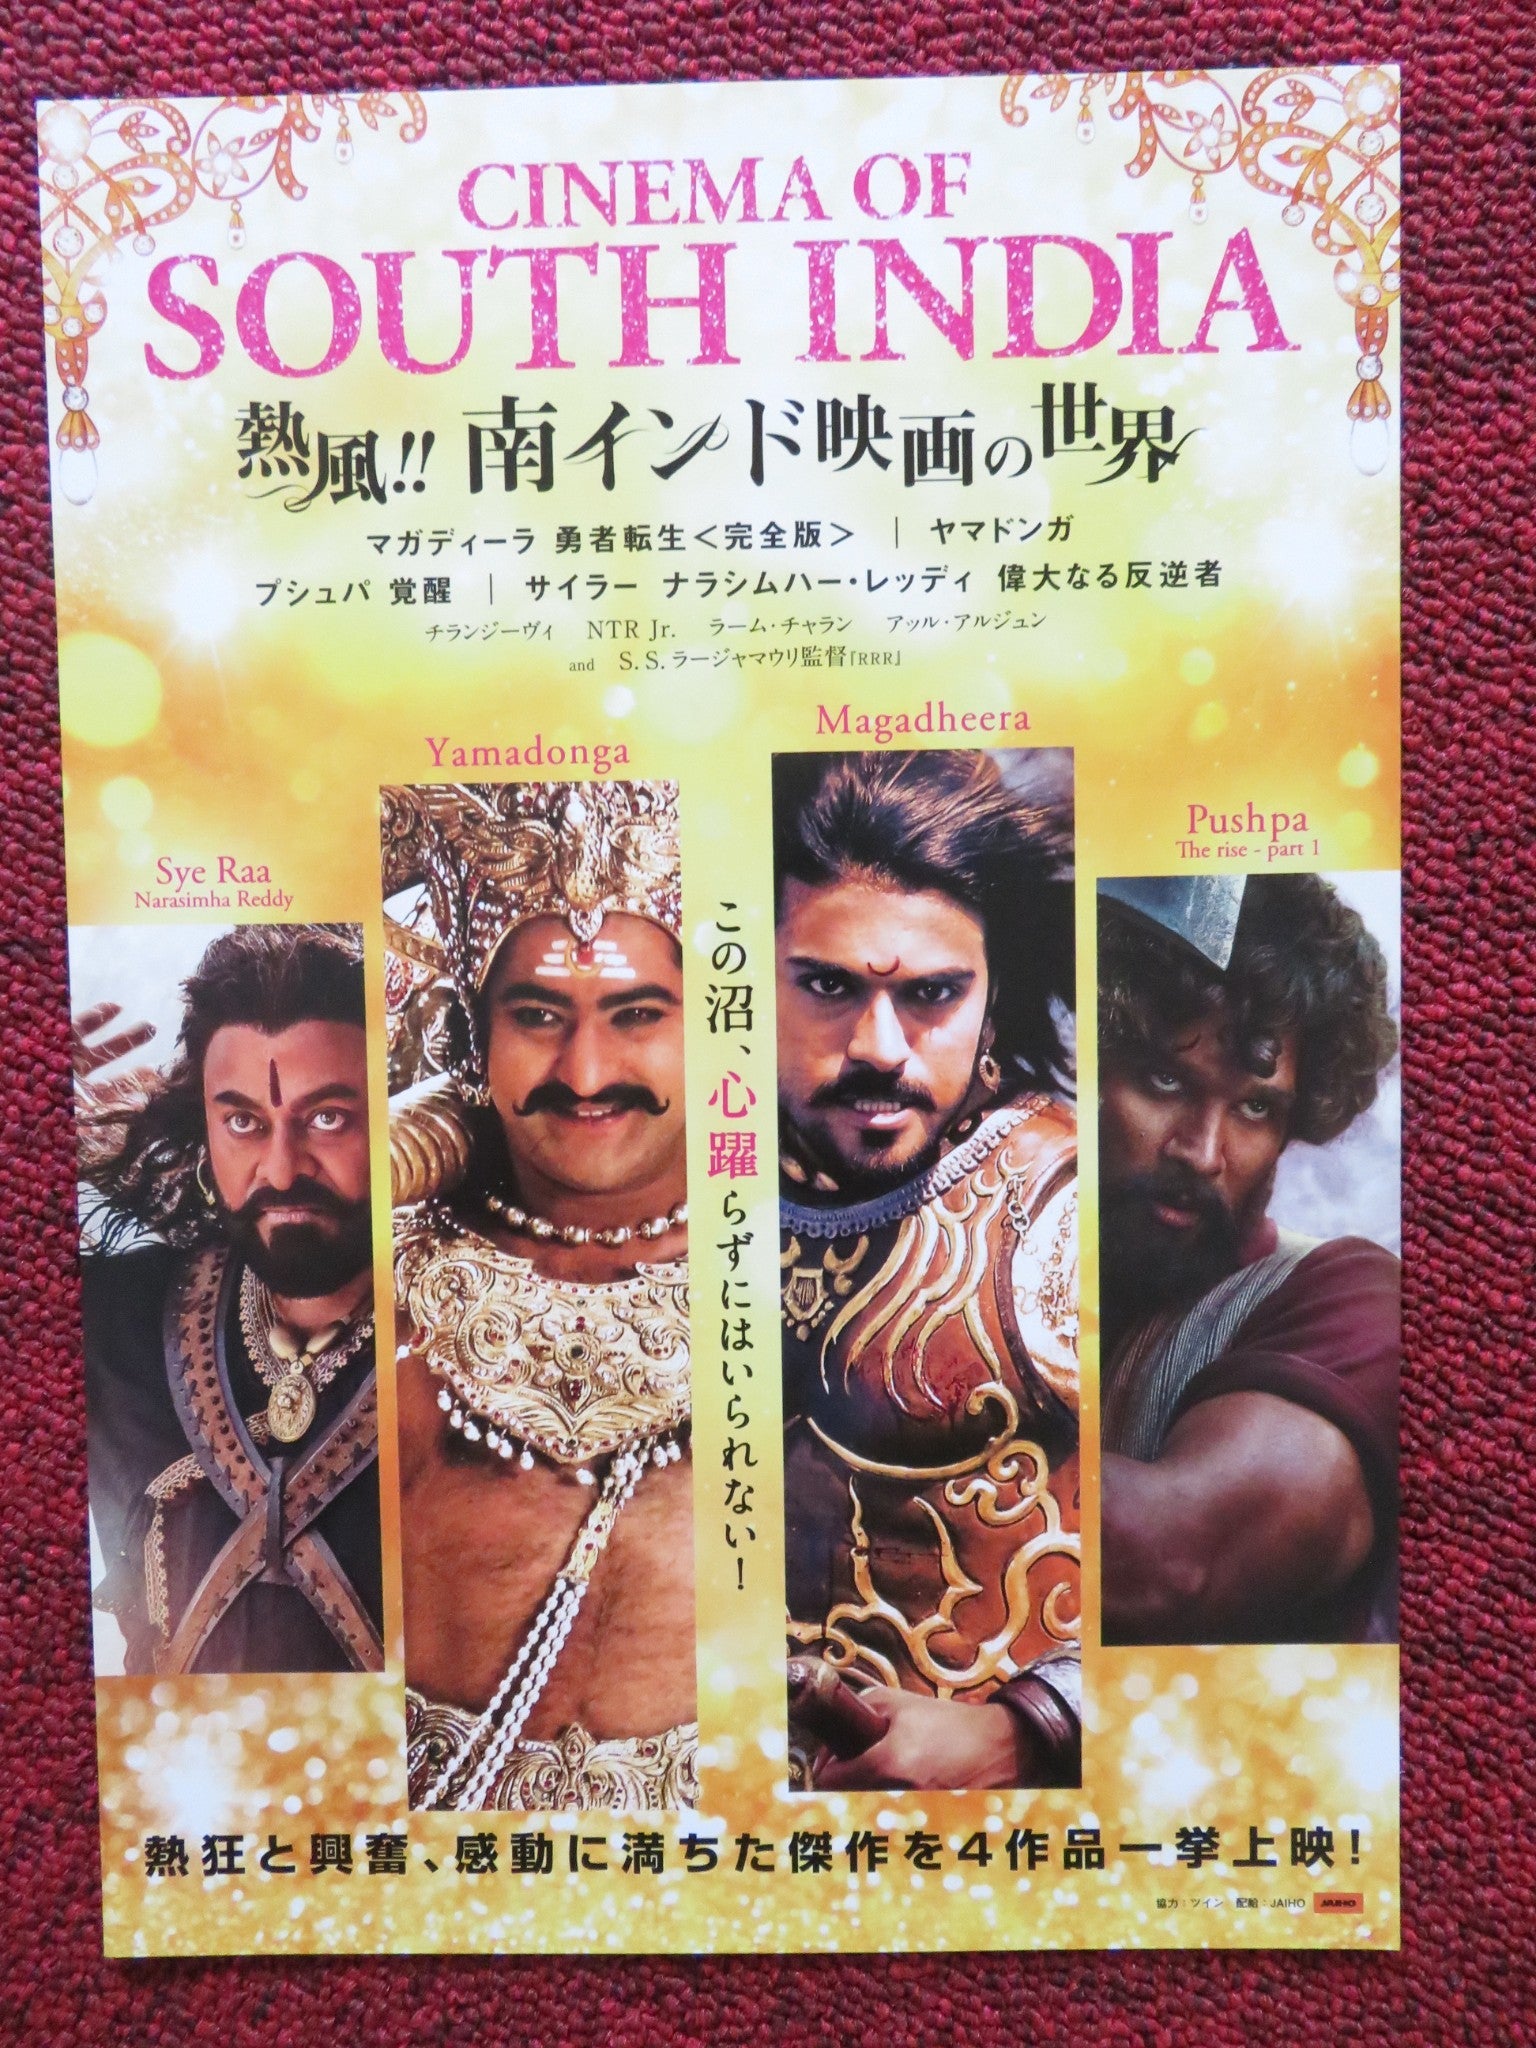 CINEMA OF
SOUTH INDIA
熱風!! 南インド映画の世界
マガディーラ 勇者転生<完全版> | ヤマドンガ
プシュパ 覚醒 | サイラー ナラシムハー・レッディ 偉大なる反逆者
チランジーヴィ NTR Jr. ラーム・チャラン アッル・アルジュン
and S. S. ラージャマウリ監督『RRR』
Sye Raa
Narasimha Reddy
Yamadonga
Magadheera
Pushpa
The rise - part 1
この沼、心躍らずにはいられない!
熱狂と興奮、感動に満ちた傑作を4作品一挙上映!
協力:ツイン 配給:JAIHO JAIHO